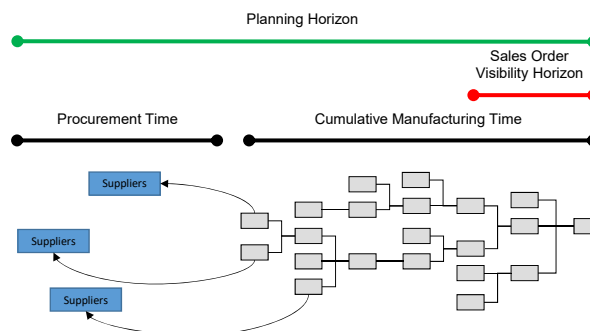 Planning Horizon
Sales Order
Visibility Horizon
Procurement Time
Cumulative Manufacturing Time
Suppliers
Suppliers
Suppliers